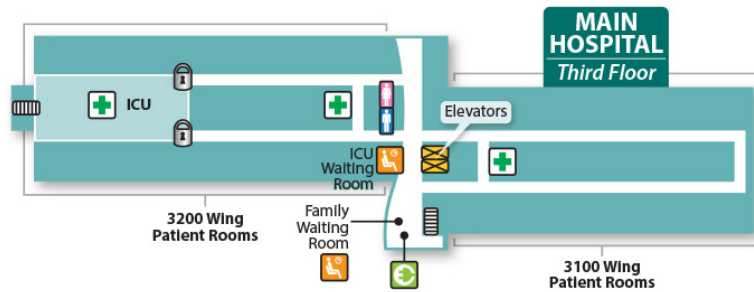 MAIN
HOSPITAL
Third Floor
ICU
Elevators
ICU
Waiting
Room
Family
Waiting
Room
3200 Wing
Patient Rooms
3100 Wing
Patient Rooms